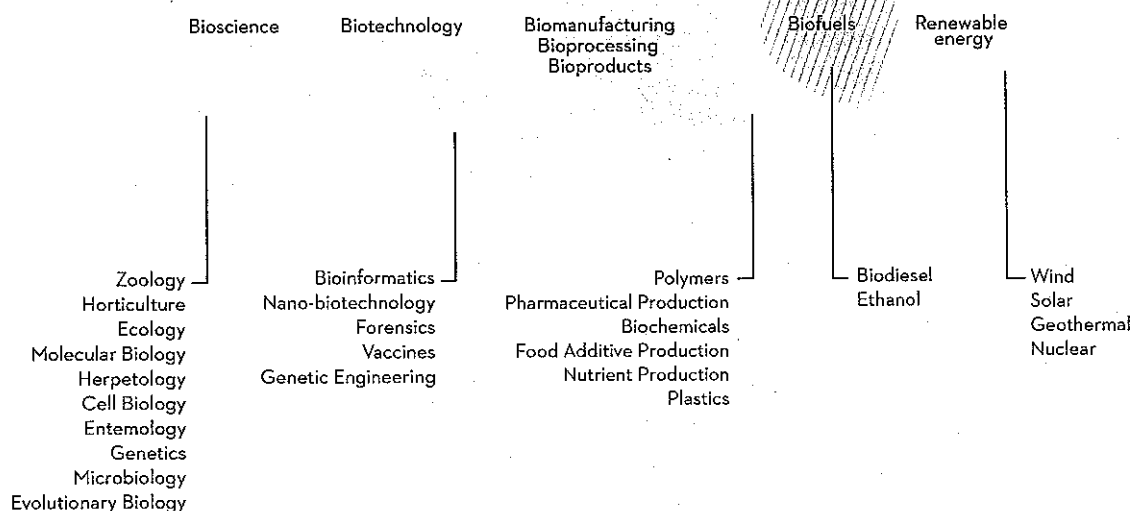 Bioscience
Biotechnology
Biomanufacturing
Bioprocessing
Bioproducts
Biofuels
Renewable
energy
Zoology
Horticulture
Ecology
Molecular Biology
Herpetology
Cell Biology
Entemology
Genetics
Microbiology
Evolutionary Biology
Bioinformatics
Nano-biotechnology
Forensics
Vaccines
Genetic Engineering
Polymers
Pharmaceutical Production
Biochemicals
Food Additive Production
Nutrient Production
Plastics
Biodiesel
Ethanol
Wind
Solar
Geothermal
Nuclear